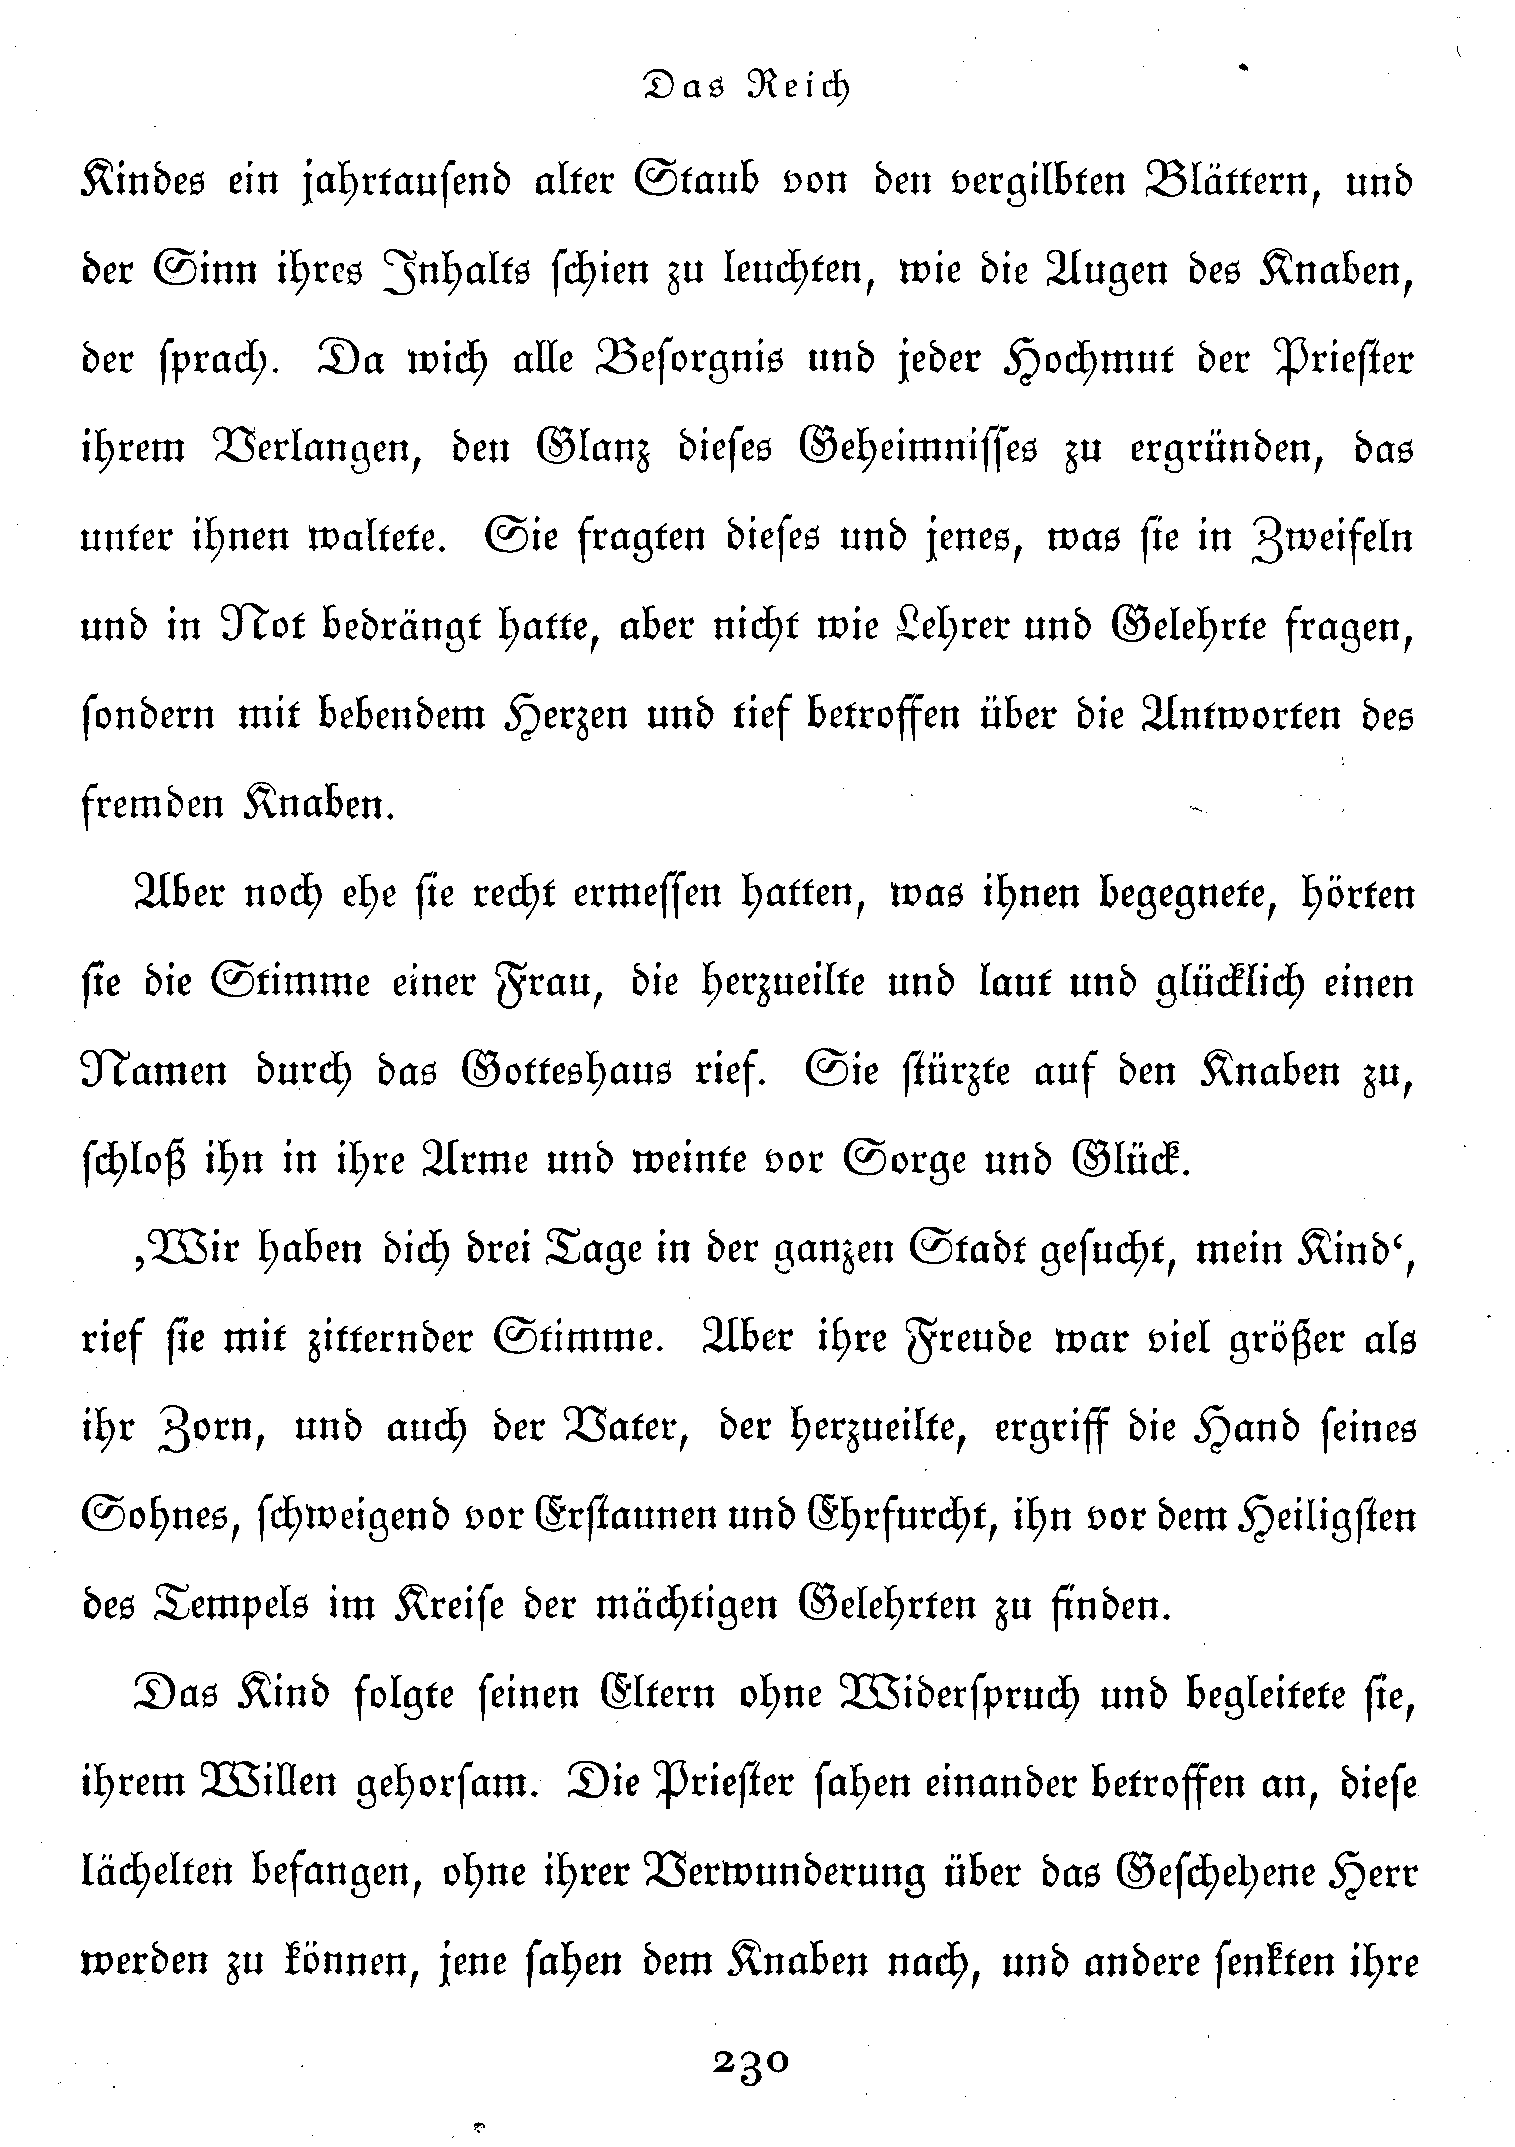 Das Reich
Kindes ein jahrtausend alter Staub von den vergilbten Blättern, und
der Sinn ihres Inhalts schien zu leuchten, wie die Augen des Knaben,
der sprach. Da wich alle Besorgnis und jeder Hochmut der Priester
ihrem Verlangen, den Glanz dieses Geheimnisses zu ergründen, das
unter ihnen waltete. Sie fragten dieses und jenes, was sie in Zweifeln
und in Not bedrängt hatte, aber nicht wie Lehrer und Gelehrte fragen,
sondern mit bebendem Herzen und tief betroffen über die Antworten des
fremden Knaben.
Aber noch ehe sie recht ermessen hatten, was ihnen begegnete, hörten
sie die Stimme einer Frau, die herzueilte und laut und glücklich einen
Namen durch das Gotteshaus rief. Sie stürzte auf den Knaben zu,
schloß ihn in ihre Arme und weinte vor Sorge und Glück.
‚Wir haben dich drei Tage in der ganzen Stadt gesucht, mein Kind‘,
rief sie mit zitternder Stimme. Aber ihre Freude war viel größer als
ihr Zorn, und auch der Vater, der herzueilte, ergriff die Hand seines
Sohnes, schweigend vor Erstaunen und Ehrfurcht, ihn vor dem Heiligsten
des Tempels im Kreise der mächtigen Gelehrten zu finden.
Das Kind folgte seinen Eltern ohne Widerspruch und begleitete sie,
ihrem Willen gehorsam. Die Priester sahen einander betroffen an, diese
lächelten befangen, ohne ihrer Verwunderung über das Geschehene Herr
werden zu können, jene sahen dem Knaben nach, und andere senkten ihre
230